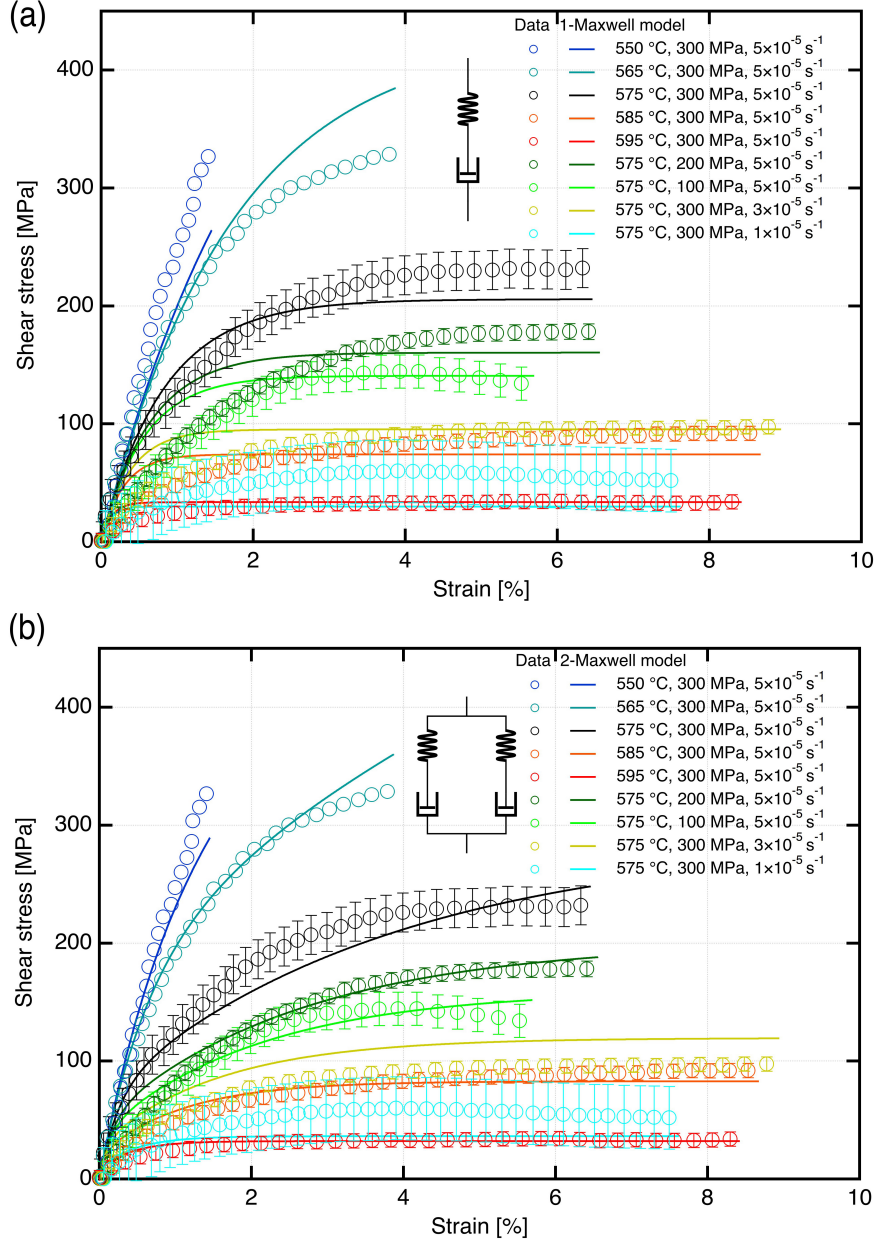 (a)
Data 1-Maxwell model
550 °C, 300 MPa, 5×10⁻⁵ s⁻¹
565 °C, 300 MPa, 5×10⁻⁵ s⁻¹
575 °C, 300 MPa, 5×10⁻⁵ s⁻¹
585 °C, 300 MPa, 5×10⁻⁵ s⁻¹
595 °C, 300 MPa, 5×10⁻⁵ s⁻¹
575 °C, 200 MPa, 5×10⁻⁵ s⁻¹
575 °C, 100 MPa, 5×10⁻⁵ s⁻¹
575 °C, 300 MPa, 3×10⁻⁵ s⁻¹
575 °C, 300 MPa, 1×10⁻⁵ s⁻¹
400
300
200
100
0
Shear stress [MPa]
0 2 4 6 8 10
Strain [%]
(b)
Data 2-Maxwell model
550 °C, 300 MPa, 5×10⁻⁵ s⁻¹
565 °C, 300 MPa, 5×10⁻⁵ s⁻¹
575 °C, 300 MPa, 5×10⁻⁵ s⁻¹
585 °C, 300 MPa, 5×10⁻⁵ s⁻¹
595 °C, 300 MPa, 5×10⁻⁵ s⁻¹
575 °C, 200 MPa, 5×10⁻⁵ s⁻¹
575 °C, 100 MPa, 5×10⁻⁵ s⁻¹
575 °C, 300 MPa, 3×10⁻⁵ s⁻¹
575 °C, 300 MPa, 1×10⁻⁵ s⁻¹
400
300
200
100
0
Shear stress [MPa]
0 2 4 6 8 10
Strain [%]